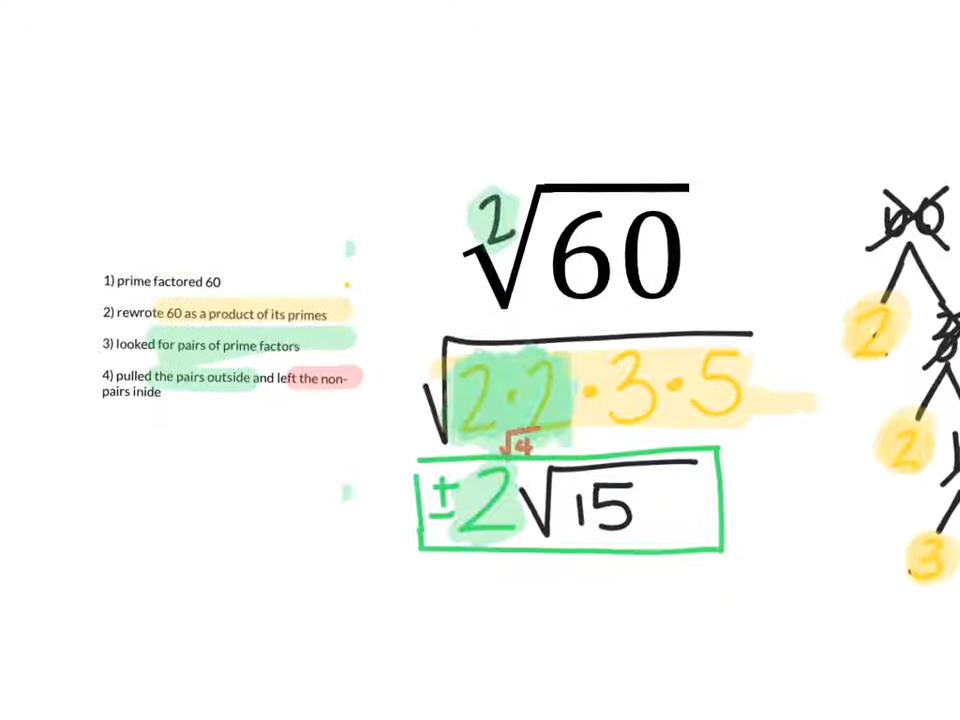 1) prime factored 60
2) rewrote 60 as a product of its primes
3) looked for pairs of prime factors
4) pulled the pairs outside and left the non-
pairs inide
2√60
√2·2·3·5
√4
±2√15
60
2
2
3